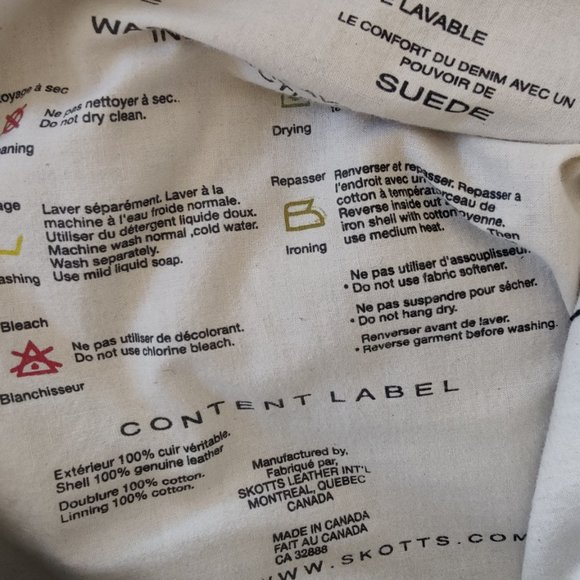 LAVABLE
LE CONFORT DU DENIM AVEC UN
POUVOIR DE
SUEDE
à sec
Ne pas nettoyer à sec..
Do not dry clean.
Drying
Laver séparément. Laver à la
machine à l'eau froide normale.
Utiliser du détergent liquide doux.
Machine wash normal ,cold water.
Wash separately.
Use mild liquid soap.
Repasser
Renverser et repasser. Repasser a
l'endroit avec un
cotton à températu
Reverse inside out
iron shell with cotton
use medium heat.
Ironing
Then
Ne pas utiliser d'assouplisseur
• Do not use fabric softener.
Ne pas suspendre pour sécher.
• Do not hang dry.
Renverser avant de laver.
• Reverse garment before washing.
Bleach
Ne pas utiliser de décolorant.
Do not use chlorine bleach.
Blanchisseur
CONTENT LABEL
Extérieur 100% cuir véritable.
Shell 100% genuine leather
Doublure 100% cotton.
Linning 100% cotton.
Manufactured by,
Fabriqué par,
SKOTTS LEATHER INT'L
MONTREAL, QUEBEC
CANADA
MADE IN CANADA
FAIT AU CANADA
CA 32888
WW.SKOTTS.COM